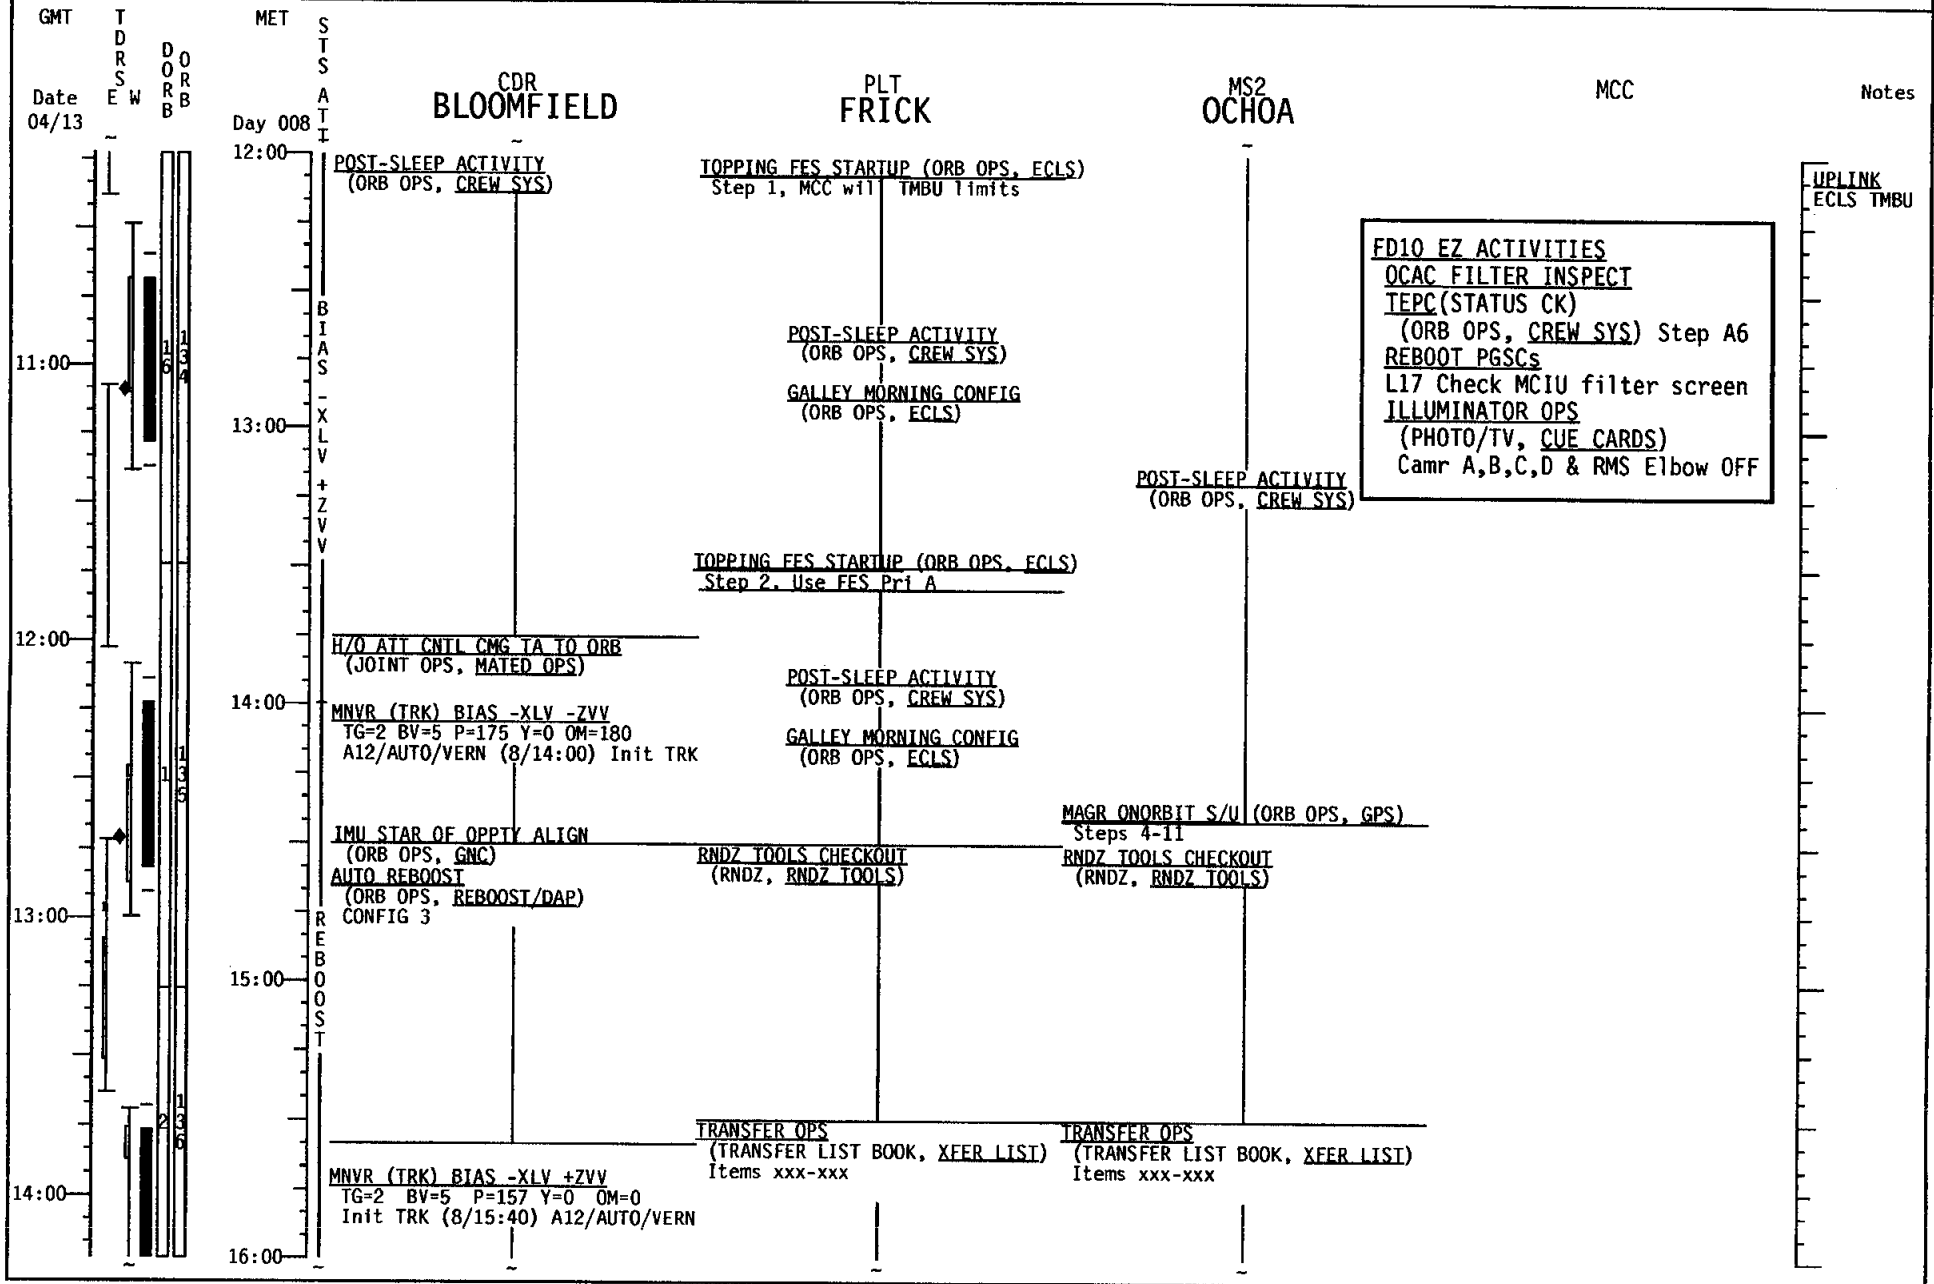 GMT
TDRS
E W
DORB
ORB
MET
STS ATT
Date
04/13
Day 008
CDR
BLOOMFIELD
PLT
FRICK
MS2
OCHOA
MCC
Notes
11:00
12:00
13:00
14:00
16
134
1
135
2
136
12:00
13:00
14:00
15:00
16:00
BIAS -XLV +ZVV
REBOOST
POST-SLEEP ACTIVITY
(ORB OPS, CREW SYS)
H/O ATT CNTL CMG TA TO ORB
(JOINT OPS, MATED OPS)
MNVR (TRK) BIAS -XLV -ZVV
TG=2 BV=5 P=175 Y=0 OM=180
A12/AUTO/VERN (8/14:00) Init TRK
IMU STAR OF OPPTY ALIGN
(ORB OPS, GNC)
AUTO REBOOST
(ORB OPS, REBOOST/DAP)
CONFIG 3
MNVR (TRK) BIAS -XLV +ZVV
TG=2 BV=5 P=157 Y=0 OM=0
Init TRK (8/15:40) A12/AUTO/VERN
TOPPING FES STARTUP (ORB OPS, ECLS)
Step 1, MCC will TMBU limits
POST-SLEEP ACTIVITY
(ORB OPS, CREW SYS)
GALLEY MORNING CONFIG
(ORB OPS, ECLS)
TOPPING FES STARTUP (ORB OPS, ECLS)
Step 2, Use FES Pri A
POST-SLEEP ACTIVITY
(ORB OPS, CREW SYS)
GALLEY MORNING CONFIG
(ORB OPS, ECLS)
RNDZ TOOLS CHECKOUT
(RNDZ, RNDZ TOOLS)
TRANSFER OPS
(TRANSFER LIST BOOK, XFER LIST)
Items xxx-xxx
POST-SLEEP ACTIVITY
(ORB OPS, CREW SYS)
MAGR ONORBIT S/U (ORB OPS, GPS)
Steps 4-11
RNDZ TOOLS CHECKOUT
(RNDZ, RNDZ TOOLS)
TRANSFER OPS
(TRANSFER LIST BOOK, XFER LIST)
Items xxx-xxx
FD10 EZ ACTIVITIES
OCAC FILTER INSPECT
TEPC(STATUS CK)
(ORB OPS, CREW SYS) Step A6
REBOOT PGSCs
L17 Check MCIU filter screen
ILLUMINATOR OPS
(PHOTO/TV, CUE CARDS)
Camr A,B,C,D & RMS Elbow OFF
UPLINK
ECLS TMBU